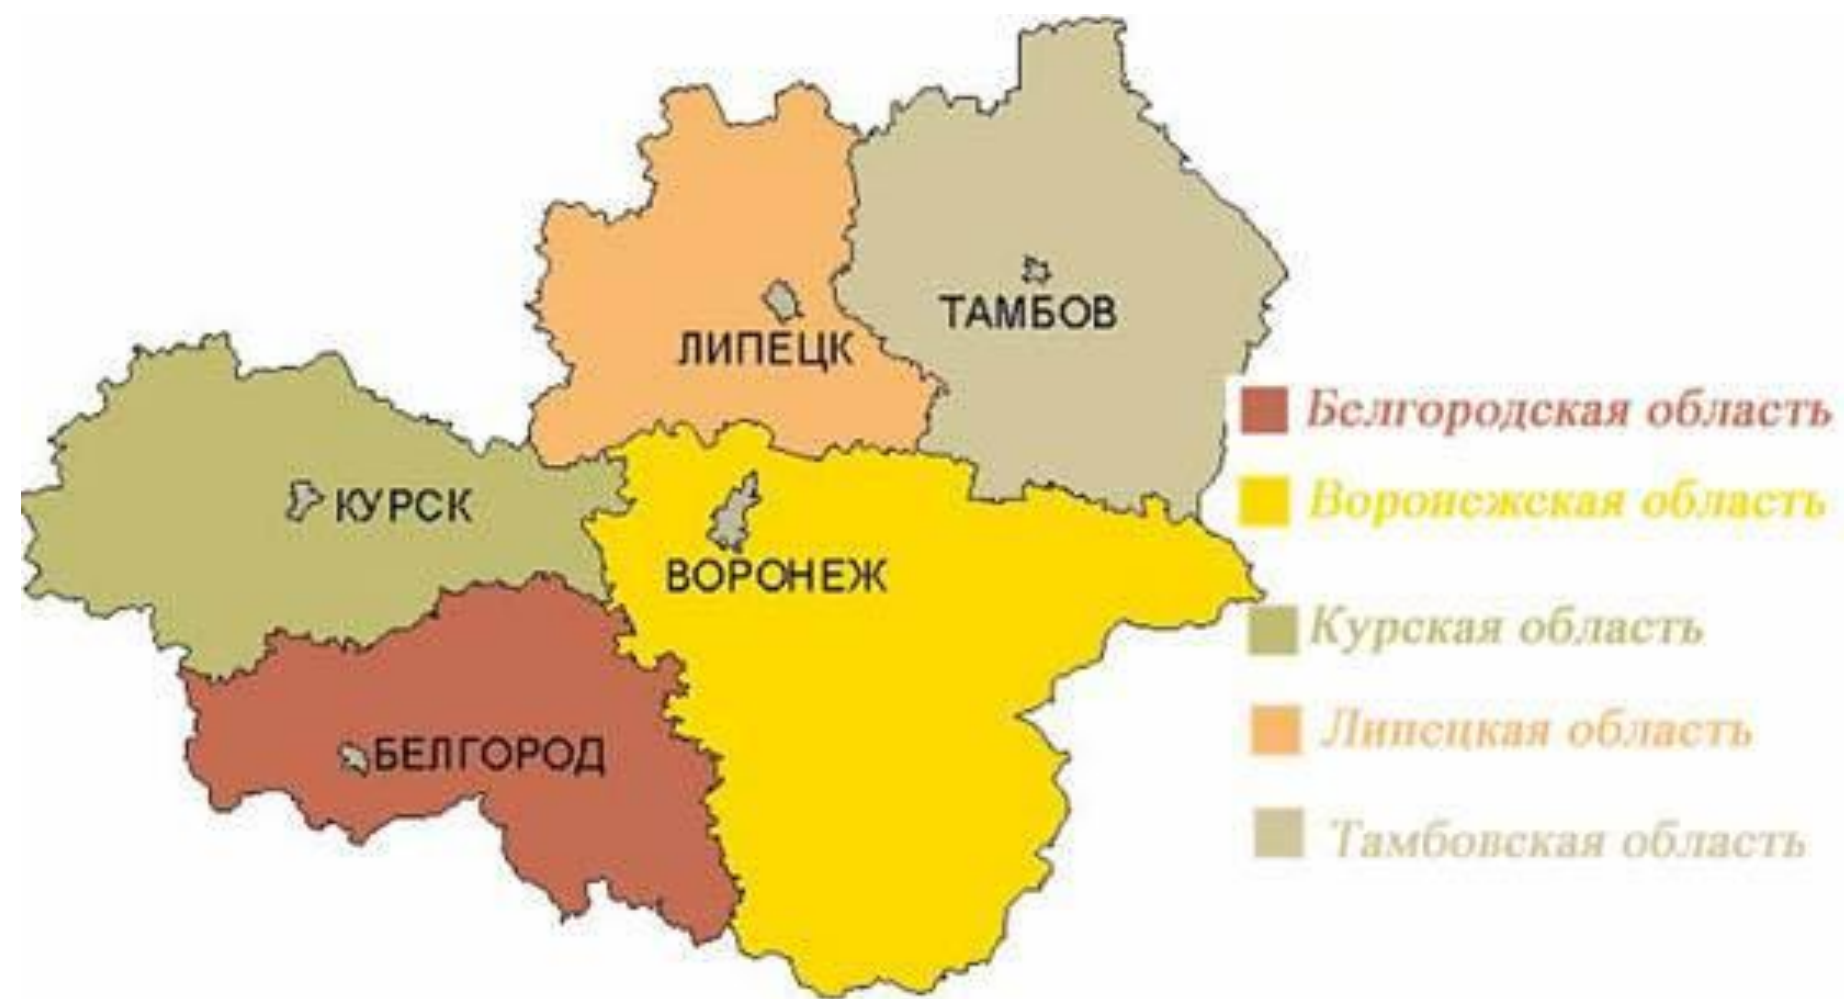 ТАМБОВ
ЛИПЕЦК
КУРСК
ВОРОНЕЖ
БЕЛГОРОД
Белгородская область
Воронежская область
Курская область
Липецкая область
Тамбовская область